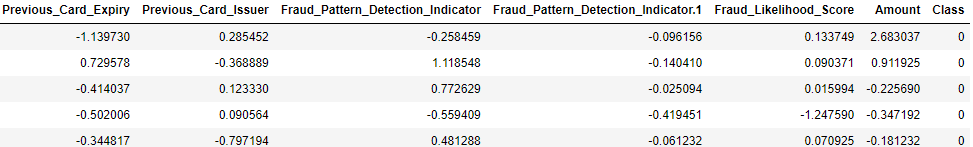 Previous_Card_Expiry Previous_Card_Issuer Fraud_Pattern_Detection_Indicator Fraud_Pattern_Detection_Indicator.1 Fraud_Likelihood_Score Amount Class
-1.139730 0.285452 -0.258459 -0.096156 0.133749 2.683037 0
0.729578 -0.368889 1.118548 -0.140410 0.090371 0.911925 0
-0.414037 0.123330 0.772629 -0.025094 0.015994 -0.225690 0
-0.502006 0.090564 -0.559409 -0.419451 -1.247590 -0.347192 0
-0.344817 -0.797194 0.481288 -0.061232 0.070925 -0.181232 0